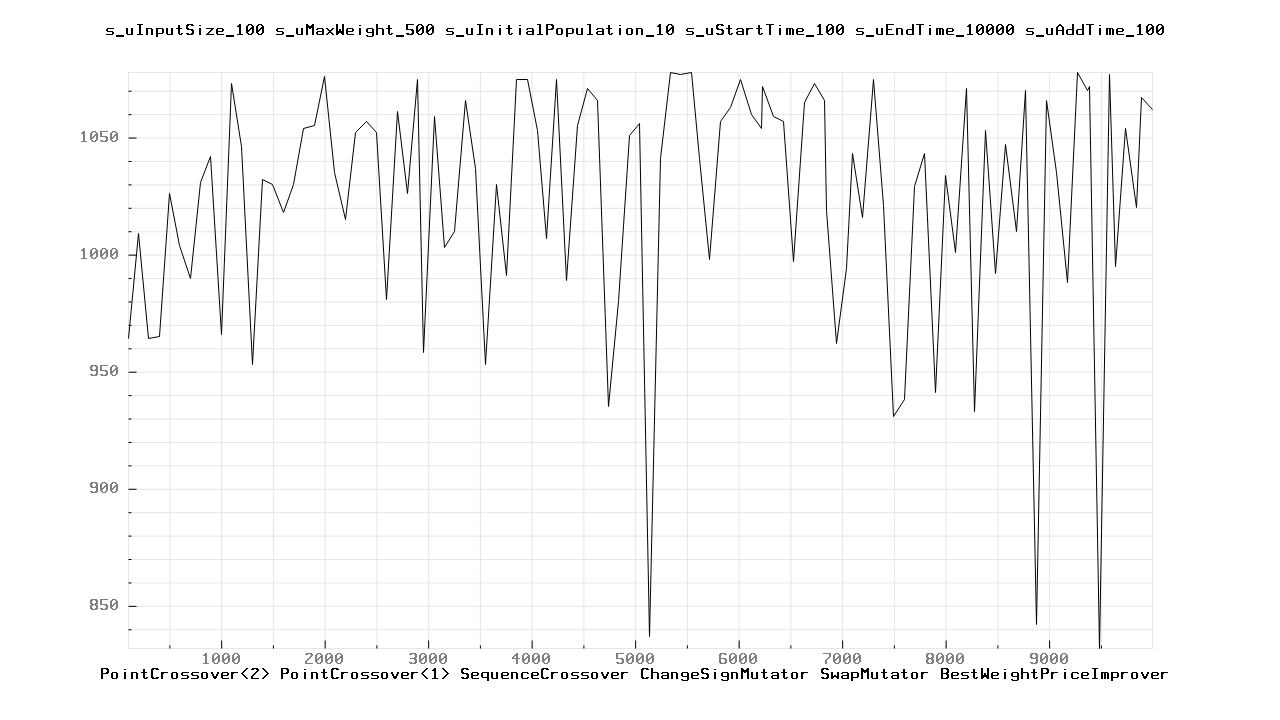 s_uInputSize_100 s_uMaxWeight_500 s_uInitialPopulation_10 s_uStartTime_100 s_uEndTime_10000 s_uAddTime_100
1050
1000
950
900
850
1000 2000 3000 4000 5000 6000 7000 8000 9000
PointCrossover<2> PointCrossover<1> SequenceCrossover ChangeSignMutator SwapMutator BestWeightPriceImprover